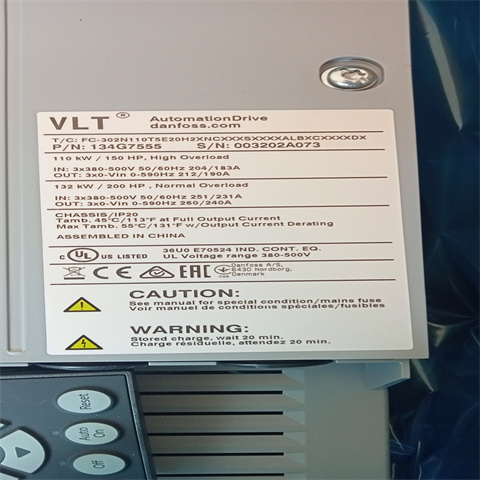 VLT ® AutomationDrive
danfoss.com
T/C: FC-302N110T5E20H2XNCXXXSXXXXALBXCXXXXDX
P/N: 134G7555 S/N: 003202A073
110 kW / 150 HP, High Overload
IN: 3x380-500V 50/60Hz 204/183A
OUT: 3x0-Vin 0-590Hz 212/190A
132 kW / 200 HP , Normal Overload
IN: 3x380-500V 50/60Hz 251/231A
OUT: 3x0-Vin 0-590Hz 260/240A
CHASSIS/IP20
Tamb. 45°C/113°F at Full Output Current
Max Tamb. 55°C/131°F w/Output Current Derating
ASSEMBLED IN CHINA
c UL US LISTED 36U0 E70524 IND. CONT. EQ.
UL Voltage range 380-500V
CE EAC Danfoss A/S,
6430 Nordborg,
Denmark
CAUTION:
See manual for special condition/mains fuse
Voir manuel de conditions spéciales/fusibles
WARNING:
Stored charge, wait 20 min.
Charge résiduelle, attendez 20 min.
Reset
Auto
On
Off